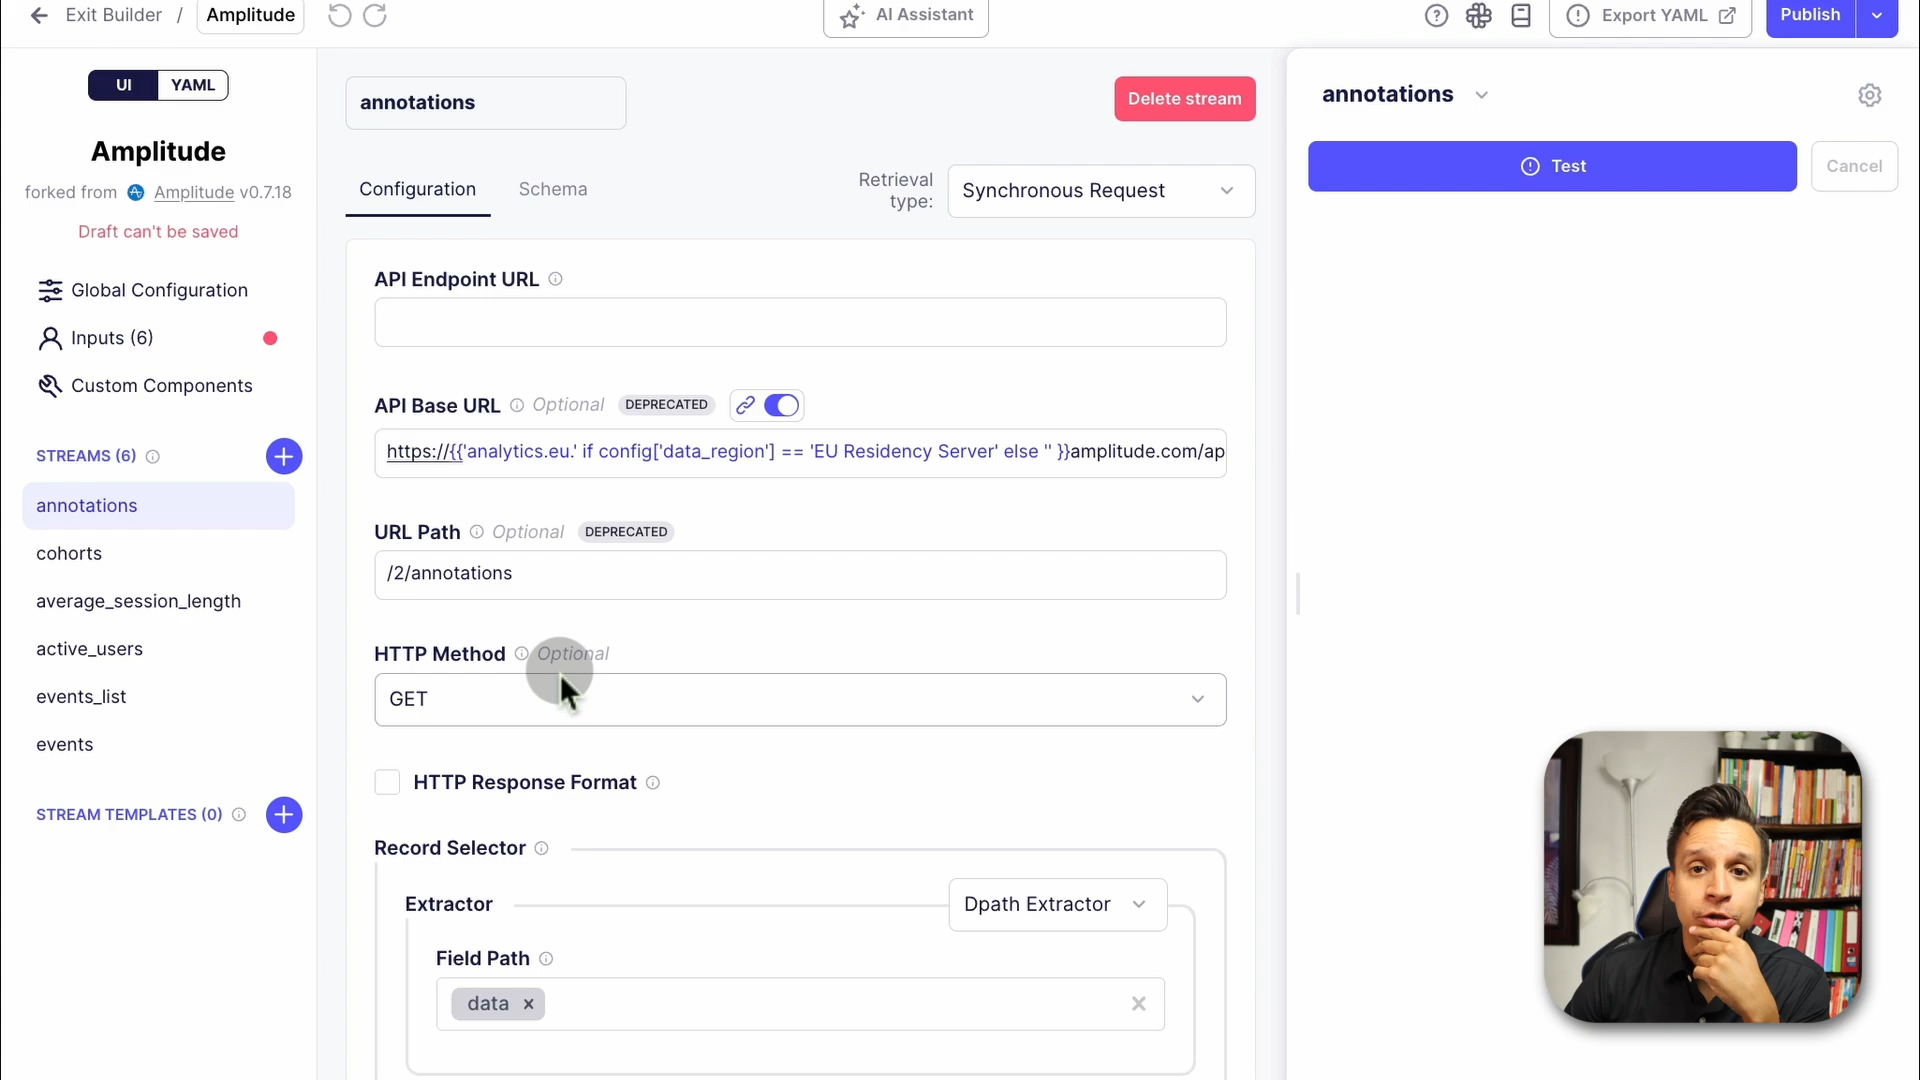 Exit Builder / Amplitude
AI Assistant
Export YAML
Publish
UI YAML
Amplitude
forked from Amplitude v0.7.18
Draft can't be saved
Global Configuration
Inputs (6)
Custom Components
STREAMS (6)
annotations
cohorts
average_session_length
active_users
events_list
events
STREAM TEMPLATES (0)
annotations
Delete stream
Configuration
Schema
Retrieval
type:
Synchronous Request
API Endpoint URL
API Base URL Optional DEPRECATED
https://{{'analytics.eu.' if config['data_region'] == 'EU Residency Server' else '' }}amplitude.com/ap
URL Path Optional DEPRECATED
/2/annotations
HTTP Method Optional
GET
HTTP Response Format
Record Selector
Extractor
Dpath Extractor
Field Path
data
annotations
Test
Cancel